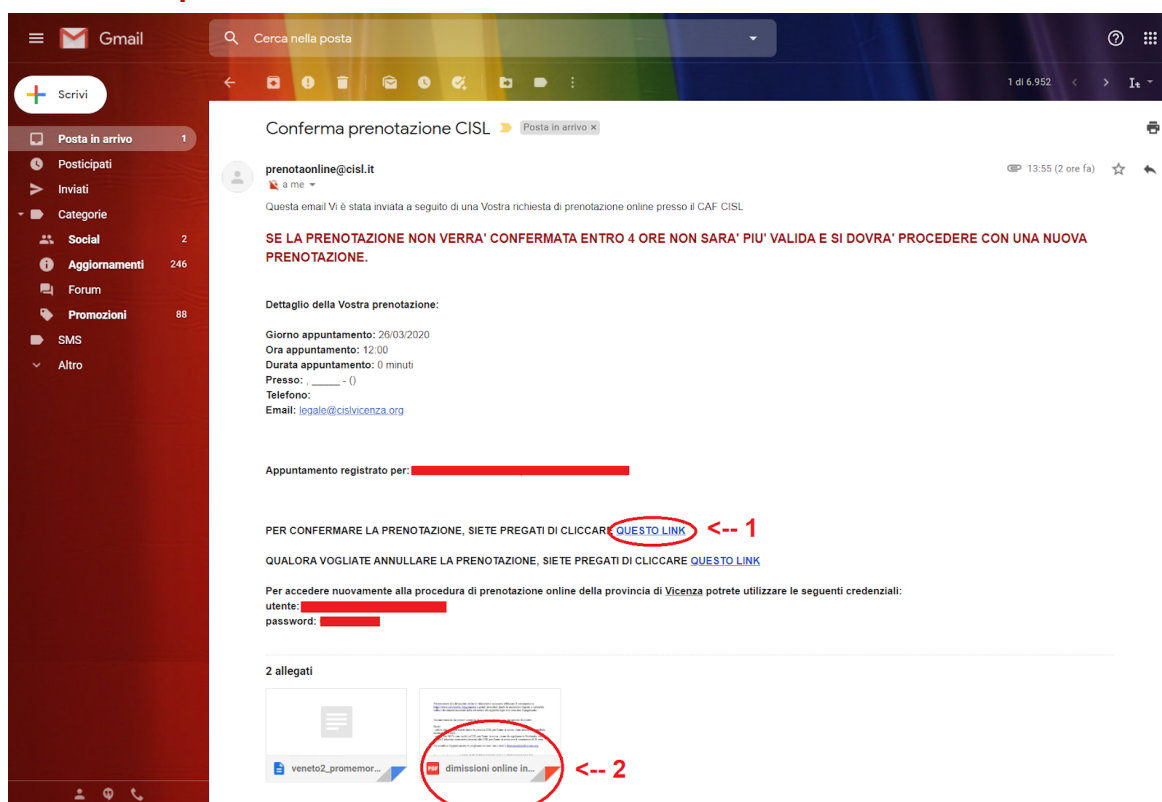 Gmail
Cerca nella posta
Scrivi
1 di 6.952
Posta in arrivo 1
Posticipati
Inviati
Categorie
Social 2
Aggiornamenti 246
Forum
Promozioni 88
SMS
Altro
Conferma prenotazione CISL Posta in arrivo ×
prenotaonline@cisl.it 13:55 (2 ore fa)
a me
Questa email Vi è stata inviata a seguito di una Vostra richiesta di prenotazione online presso il CAF CISL
SE LA PRENOTAZIONE NON VERRA' CONFERMATA ENTRO 4 ORE NON SARA' PIU' VALIDA E SI DOVRA' PROCEDERE CON UNA NUOVA
PRENOTAZIONE.
Dettaglio della Vostra prenotazione:
Giorno appuntamento: 26/03/2020
Ora appuntamento: 12:00
Durata appuntamento: 0 minuti
Presso: , _____ - ()
Telefono:
Email: legale@cislvicenza.org
Appuntamento registrato per:
PER CONFERMARE LA PRENOTAZIONE, SIETE PREGATI DI CLICCARE QUESTO LINK <-- 1
QUALORA VOGLIATE ANNULLARE LA PRENOTAZIONE, SIETE PREGATI DI CLICCARE QUESTO LINK
Per accedere nuovamente alla procedura di prenotazione online della provincia di Vicenza potrete utilizzare le seguenti credenziali:
utente:
password:
2 allegati
veneto2_promemor...
PDF dimissioni online in... <-- 2